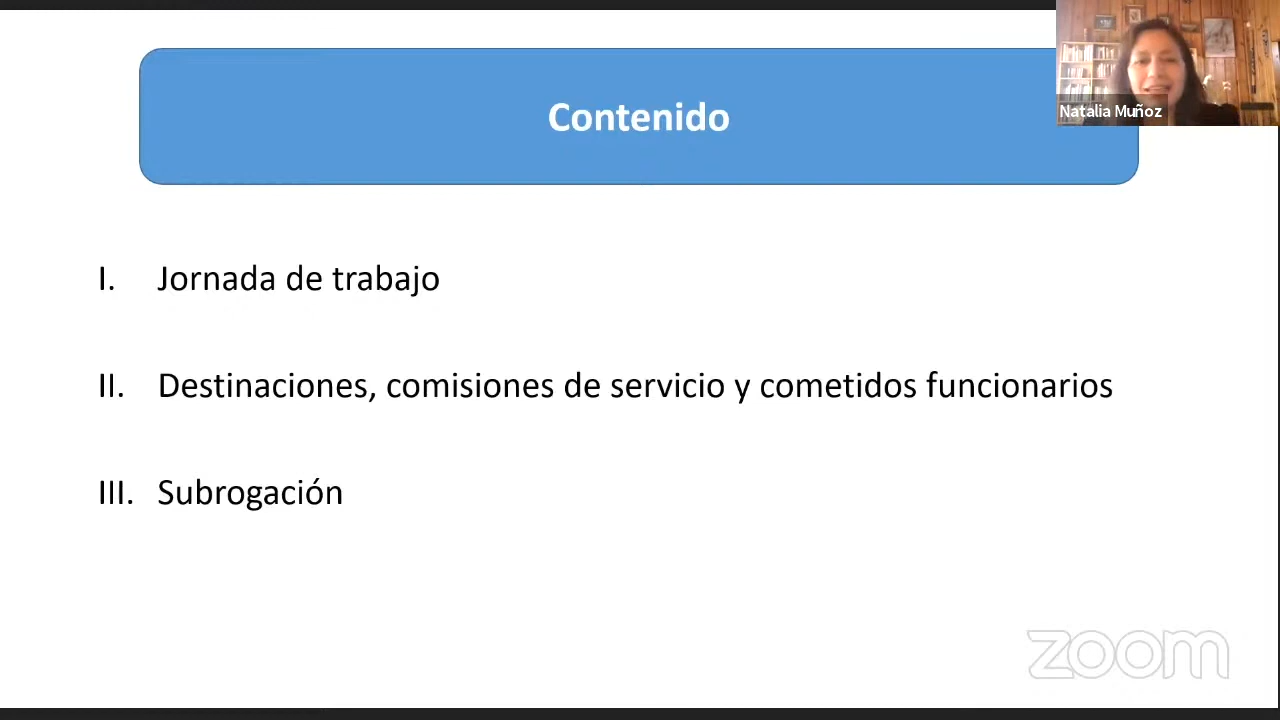 Contenido
Natalia Muñoz
I. Jornada de trabajo
II. Destinaciones, comisiones de servicio y cometidos funcionarios
III. Subrogación
zoom